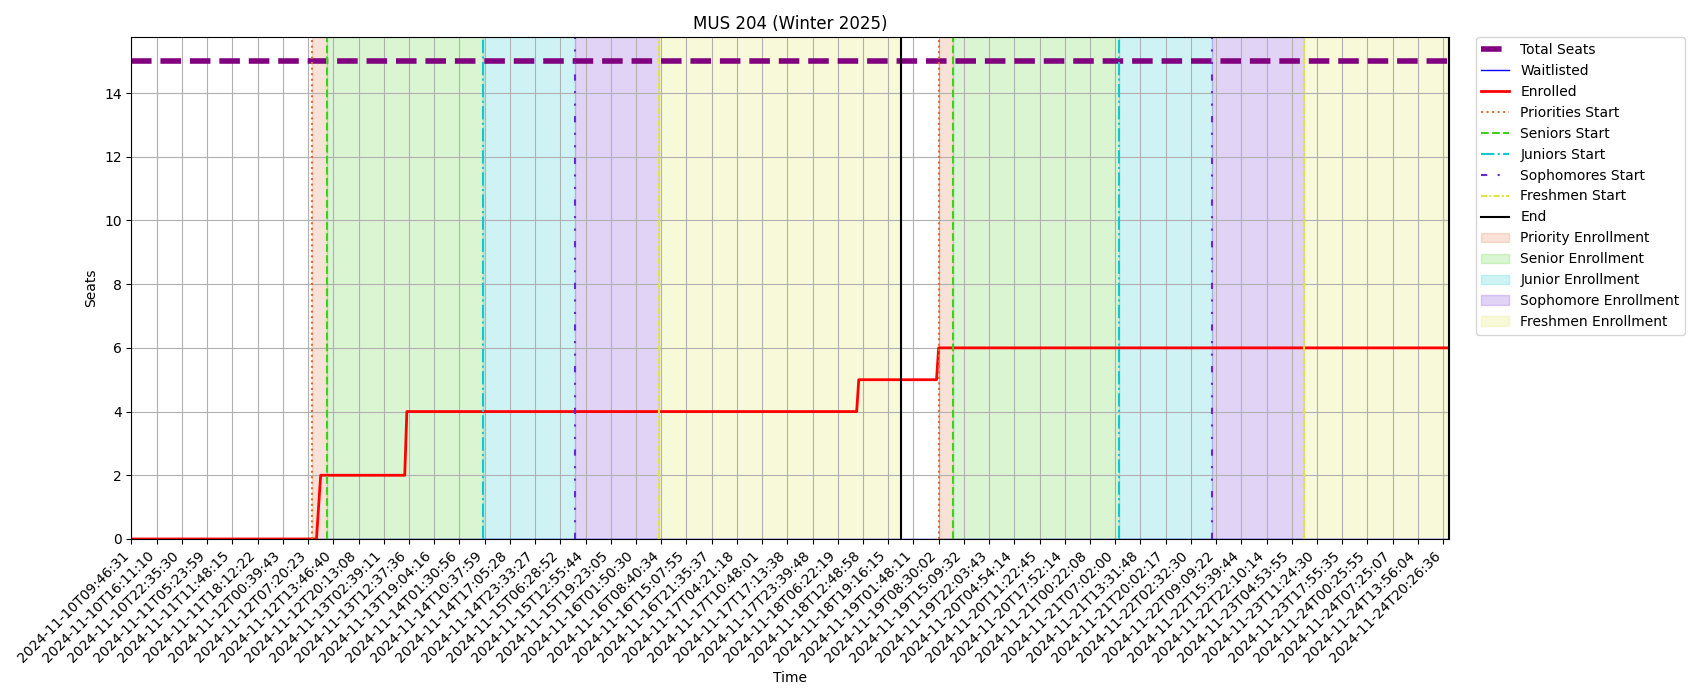 MUS 204 (Winter 2025)
Total Seats
Waitlisted
Enrolled
Priorities Start
Seniors Start
Juniors Start
Sophomores Start
Freshmen Start
End
Priority Enrollment
Senior Enrollment
Junior Enrollment
Sophomore Enrollment
Freshmen Enrollment
Seats
14
12
10
8
6
4
2
0
2024-11-10T09:46:31
2024-11-10T16:11:10
2024-11-10T22:35:30
2024-11-11T05:23:59
2024-11-11T11:48:15
2024-11-11T18:12:22
2024-11-12T00:39:43
2024-11-12T07:20:23
2024-11-12T13:46:40
2024-11-12T20:13:08
2024-11-13T02:39:11
2024-11-13T12:37:36
2024-11-13T19:04:16
2024-11-14T01:30:56
2024-11-14T10:37:59
2024-11-14T17:05:28
2024-11-14T23:33:27
2024-11-15T06:28:52
2024-11-15T12:55:44
2024-11-15T19:23:05
2024-11-16T01:50:30
2024-11-16T08:40:34
2024-11-16T15:07:55
2024-11-16T21:35:37
2024-11-17T04:21:18
2024-11-17T10:48:01
2024-11-17T17:13:38
2024-11-17T23:39:48
2024-11-18T06:22:19
2024-11-18T12:48:58
2024-11-18T19:16:15
2024-11-19T01:48:11
2024-11-19T08:30:02
2024-11-19T15:09:32
2024-11-19T22:03:43
2024-11-20T04:54:14
2024-11-20T11:22:45
2024-11-20T17:52:14
2024-11-21T00:22:08
2024-11-21T07:02:00
2024-11-21T13:31:48
2024-11-21T20:02:17
2024-11-22T02:32:30
2024-11-22T09:09:22
2024-11-22T15:39:44
2024-11-22T22:10:14
2024-11-23T04:53:55
2024-11-23T11:24:30
2024-11-23T17:55:35
2024-11-24T00:25:55
2024-11-24T07:25:07
2024-11-24T13:56:04
2024-11-24T20:26:36
Time